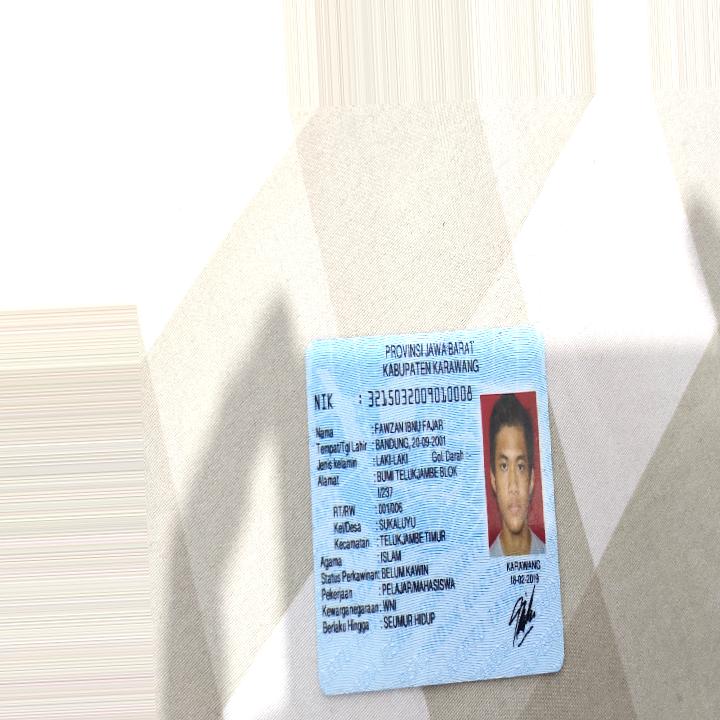 PROVINSI JAWA BARAT
KABUPATEN KARAWANG
NIK : 3215032009010008
Nama : FAWZAN IBNU FAJAR
Tempat/Tgl Lahir : BANDUNG, 20-09-2001
Jenis kelamin : LAKI-LAKI Gol. Darah :-
Alamat : BUMI TELUKJAMBE BLOK
I/237
RT/RW : 001/006
Kel/Desa : SUKALUYU
Kecamatan : TELUKJAMBE TIMUR
Agama : ISLAM
Status Perkawinan: BELUM KAWIN
Pekerjaan : PELAJAR/MAHASISWA
Kewarganegaraan: WNI
Berlaku Hingga : SEUMUR HIDUP
KARAWANG
18-02-2019